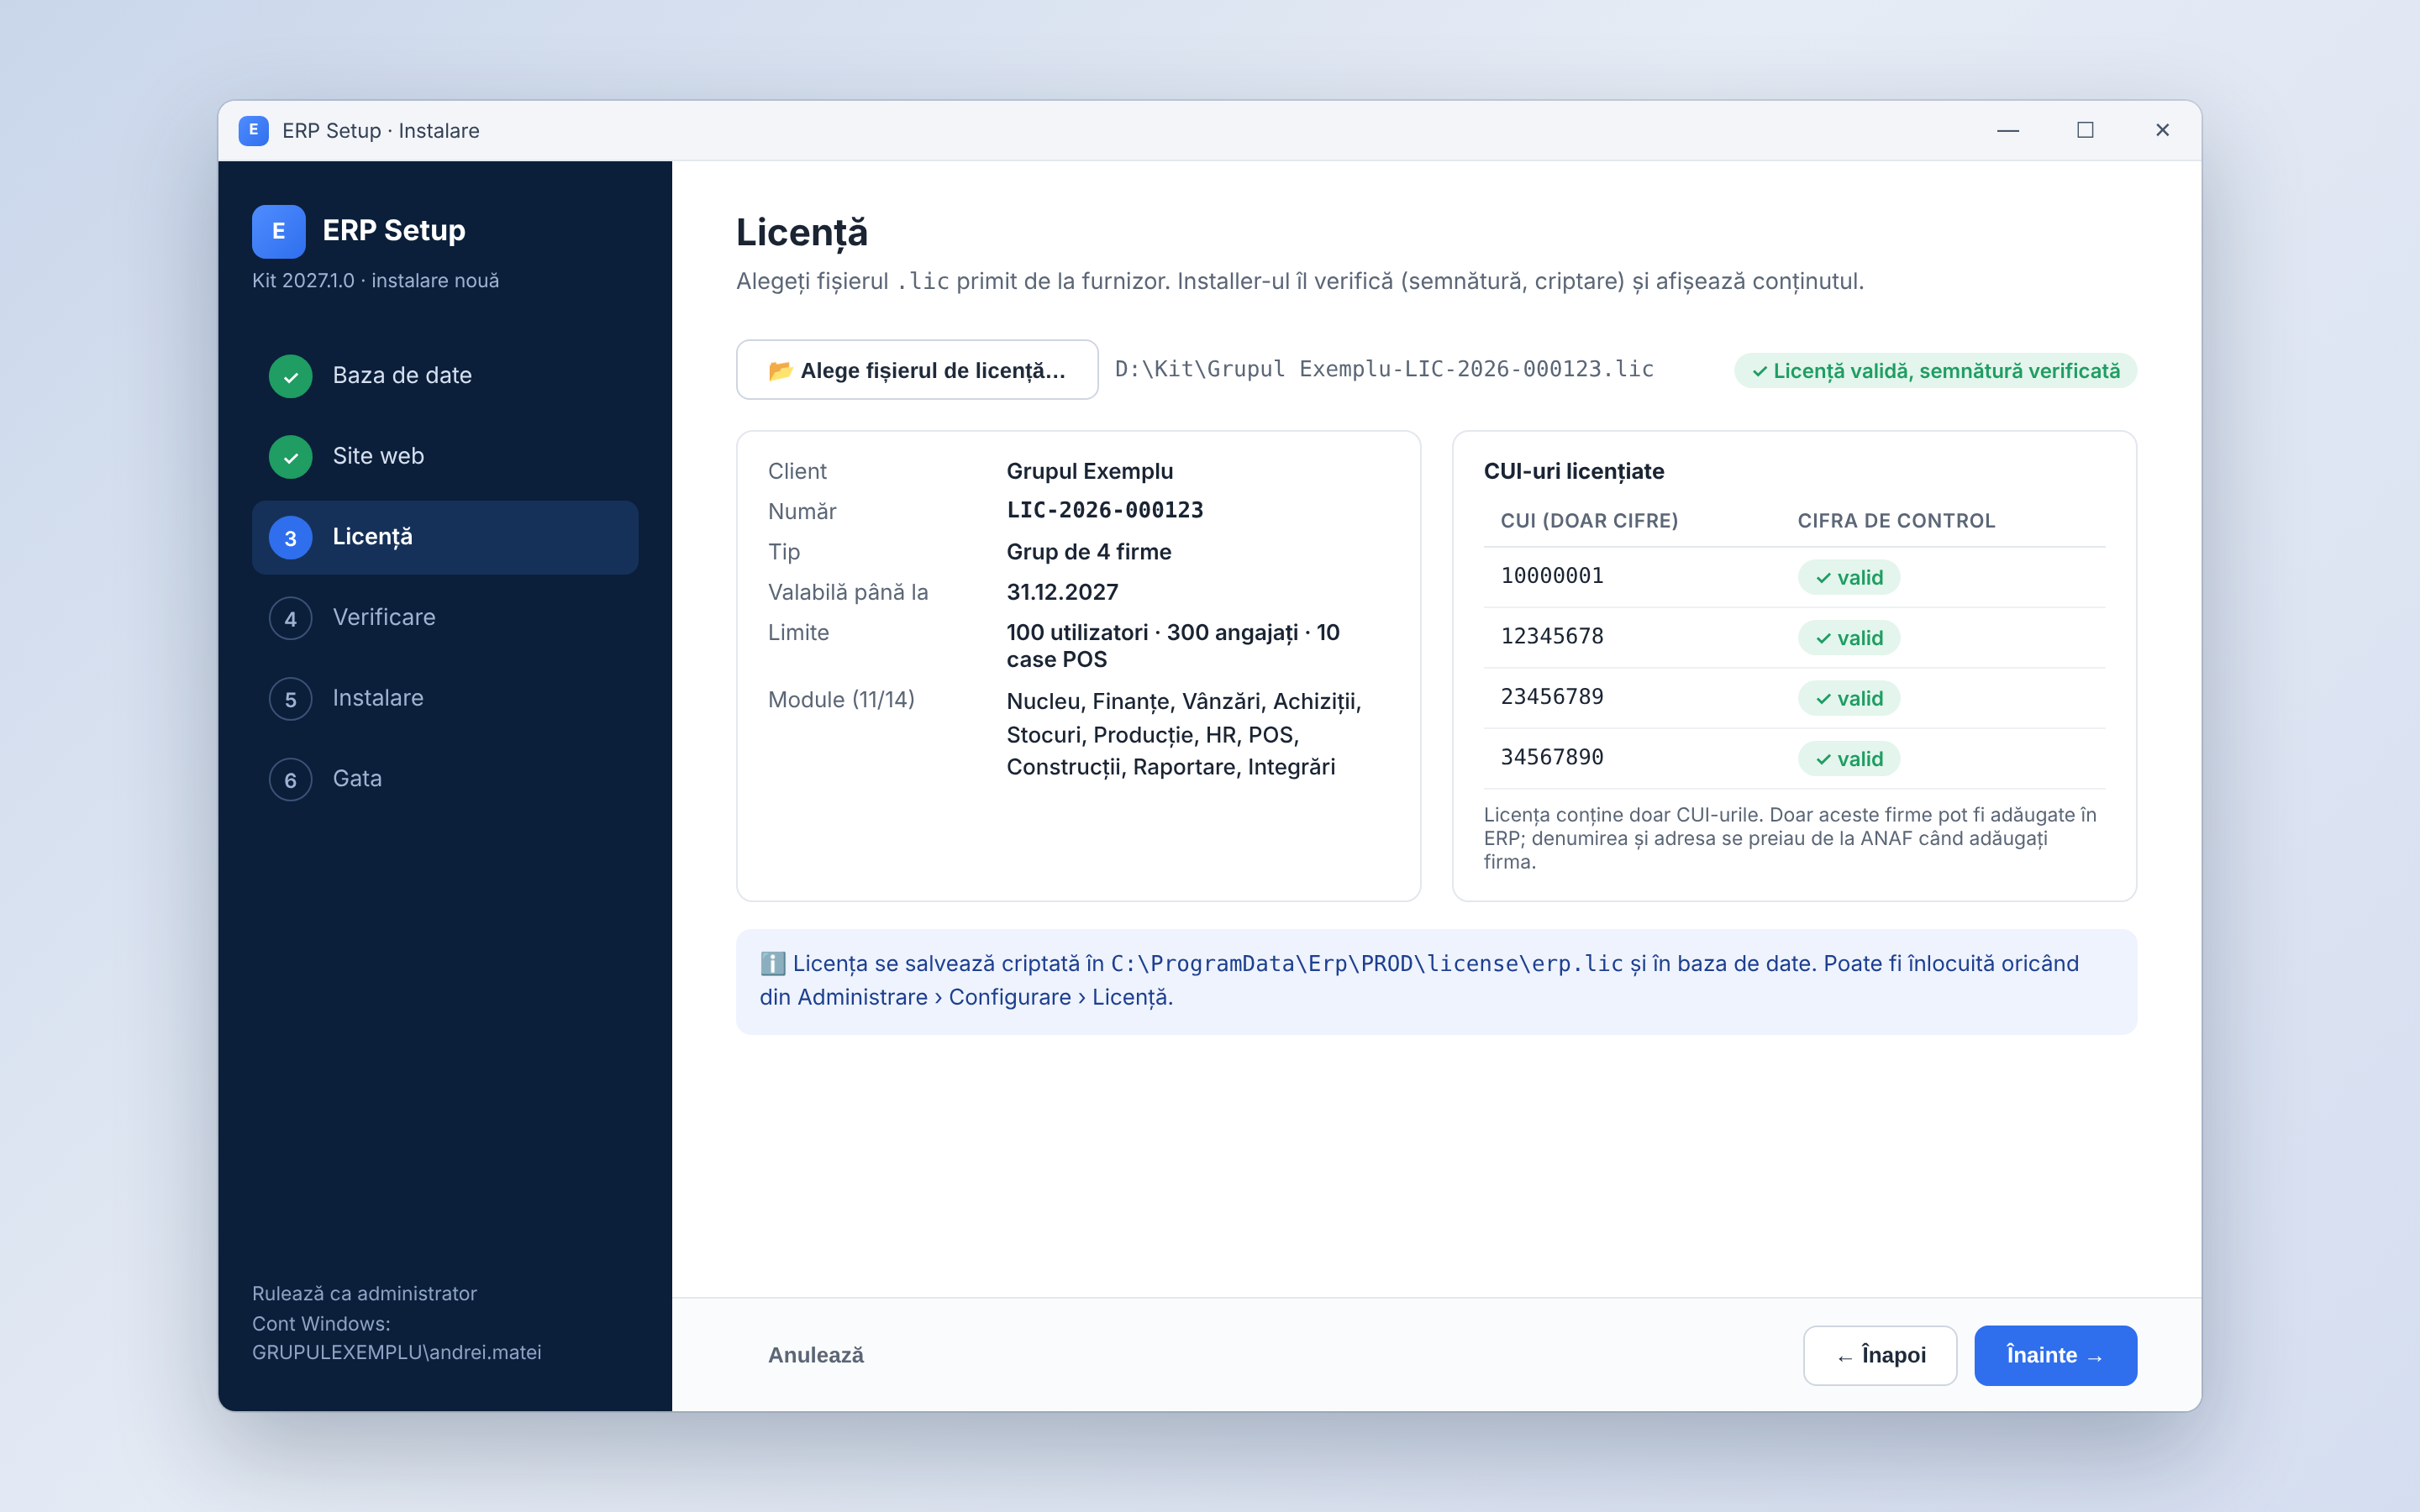 E ERP Setup · Instalare
E ERP Setup
Kit 2027.1.0 · instalare nouă
✓ Baza de date
✓ Site web
3 Licență
4 Verificare
5 Instalare
6 Gata
Rulează ca administrator
Cont Windows:
GRUPULEXEMPLU\andrei.matei
Licență
Alegeți fișierul .lic primit de la furnizor. Installer-ul îl verifică (semnătură, criptare) și afișează conținutul.
📂 Alege fișierul de licență... D:\Kit\Grupul Exemplu-LIC-2026-000123.lic ✓ Licență validă, semnătură verificată
Client Grupul Exemplu
Număr LIC-2026-000123
Tip Grup de 4 firme
Valabilă până la 31.12.2027
Limite 100 utilizatori · 300 angajați · 10
case POS
Module (11/14) Nucleu, Finanțe, Vânzări, Achiziții,
Stocuri, Producție, HR, POS,
Construcții, Raportare, Integrări
CUI-uri licențiate
CUI (DOAR CIFRE) CIFRA DE CONTROL
10000001 ✓ valid
12345678 ✓ valid
23456789 ✓ valid
34567890 ✓ valid
Licența conține doar CUI-urile. Doar aceste firme pot fi adăugate în
ERP; denumirea și adresa se preiau de la ANAF când adăugați
firma.
ℹ️ Licența se salvează criptată în C:\ProgramData\Erp\PROD\license\erp.lic și în baza de date. Poate fi înlocuită oricând
din Administrare › Configurare › Licență.
Anulează ← Înapoi Înainte →